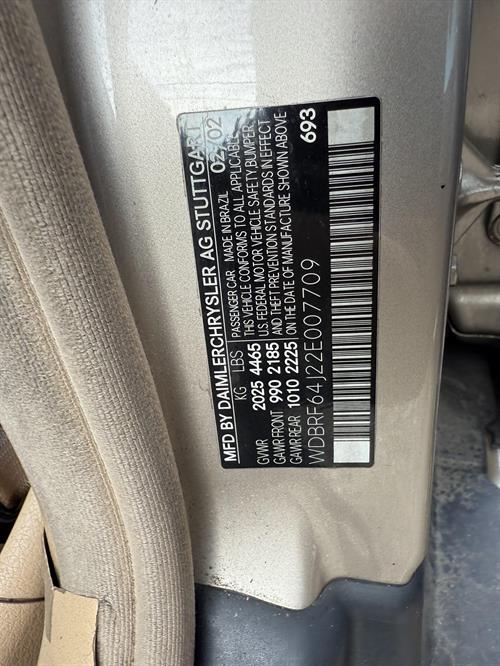 MFD BY DAIMLERCHRYSLER AG STUTTGART
KG LBS PASSENGER CAR MADE IN BRAZIL 02/02
GVWR 2025 4465 THIS VEHICLE CONFORMS TO ALL APPLICABLE
GAWR FRONT 990 2185 U.S. FEDERAL MOTOR VEHICLE SAFETY BUMPER
GAWR REAR 1010 2225 AND THEFT PREVENTION STANDARDS IN EFFECT
ON THE DATE OF MANUFACTURE SHOWN ABOVE
WDBRF64J22E007709 693